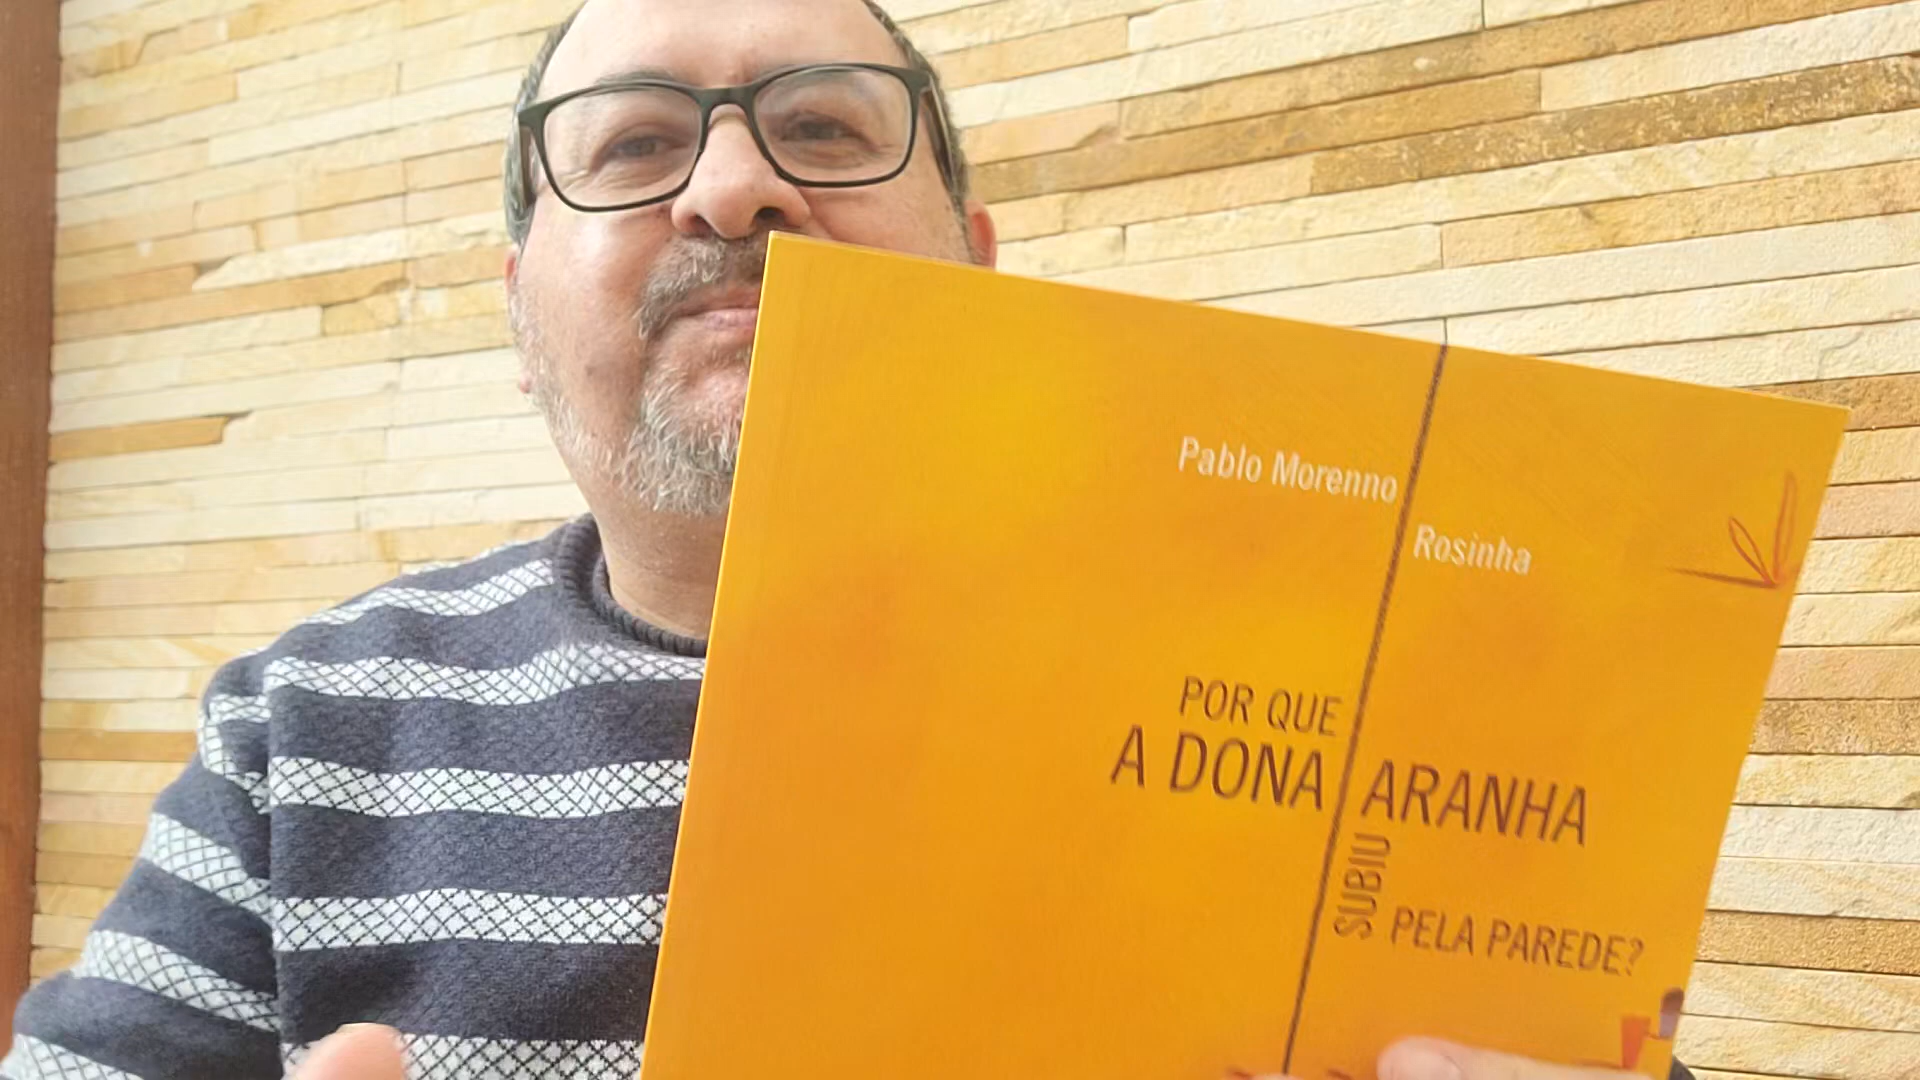 Pablo Morenno
Rosinha
POR QUE
A DONA ARANHA
SUBIU
PELA PAREDE?